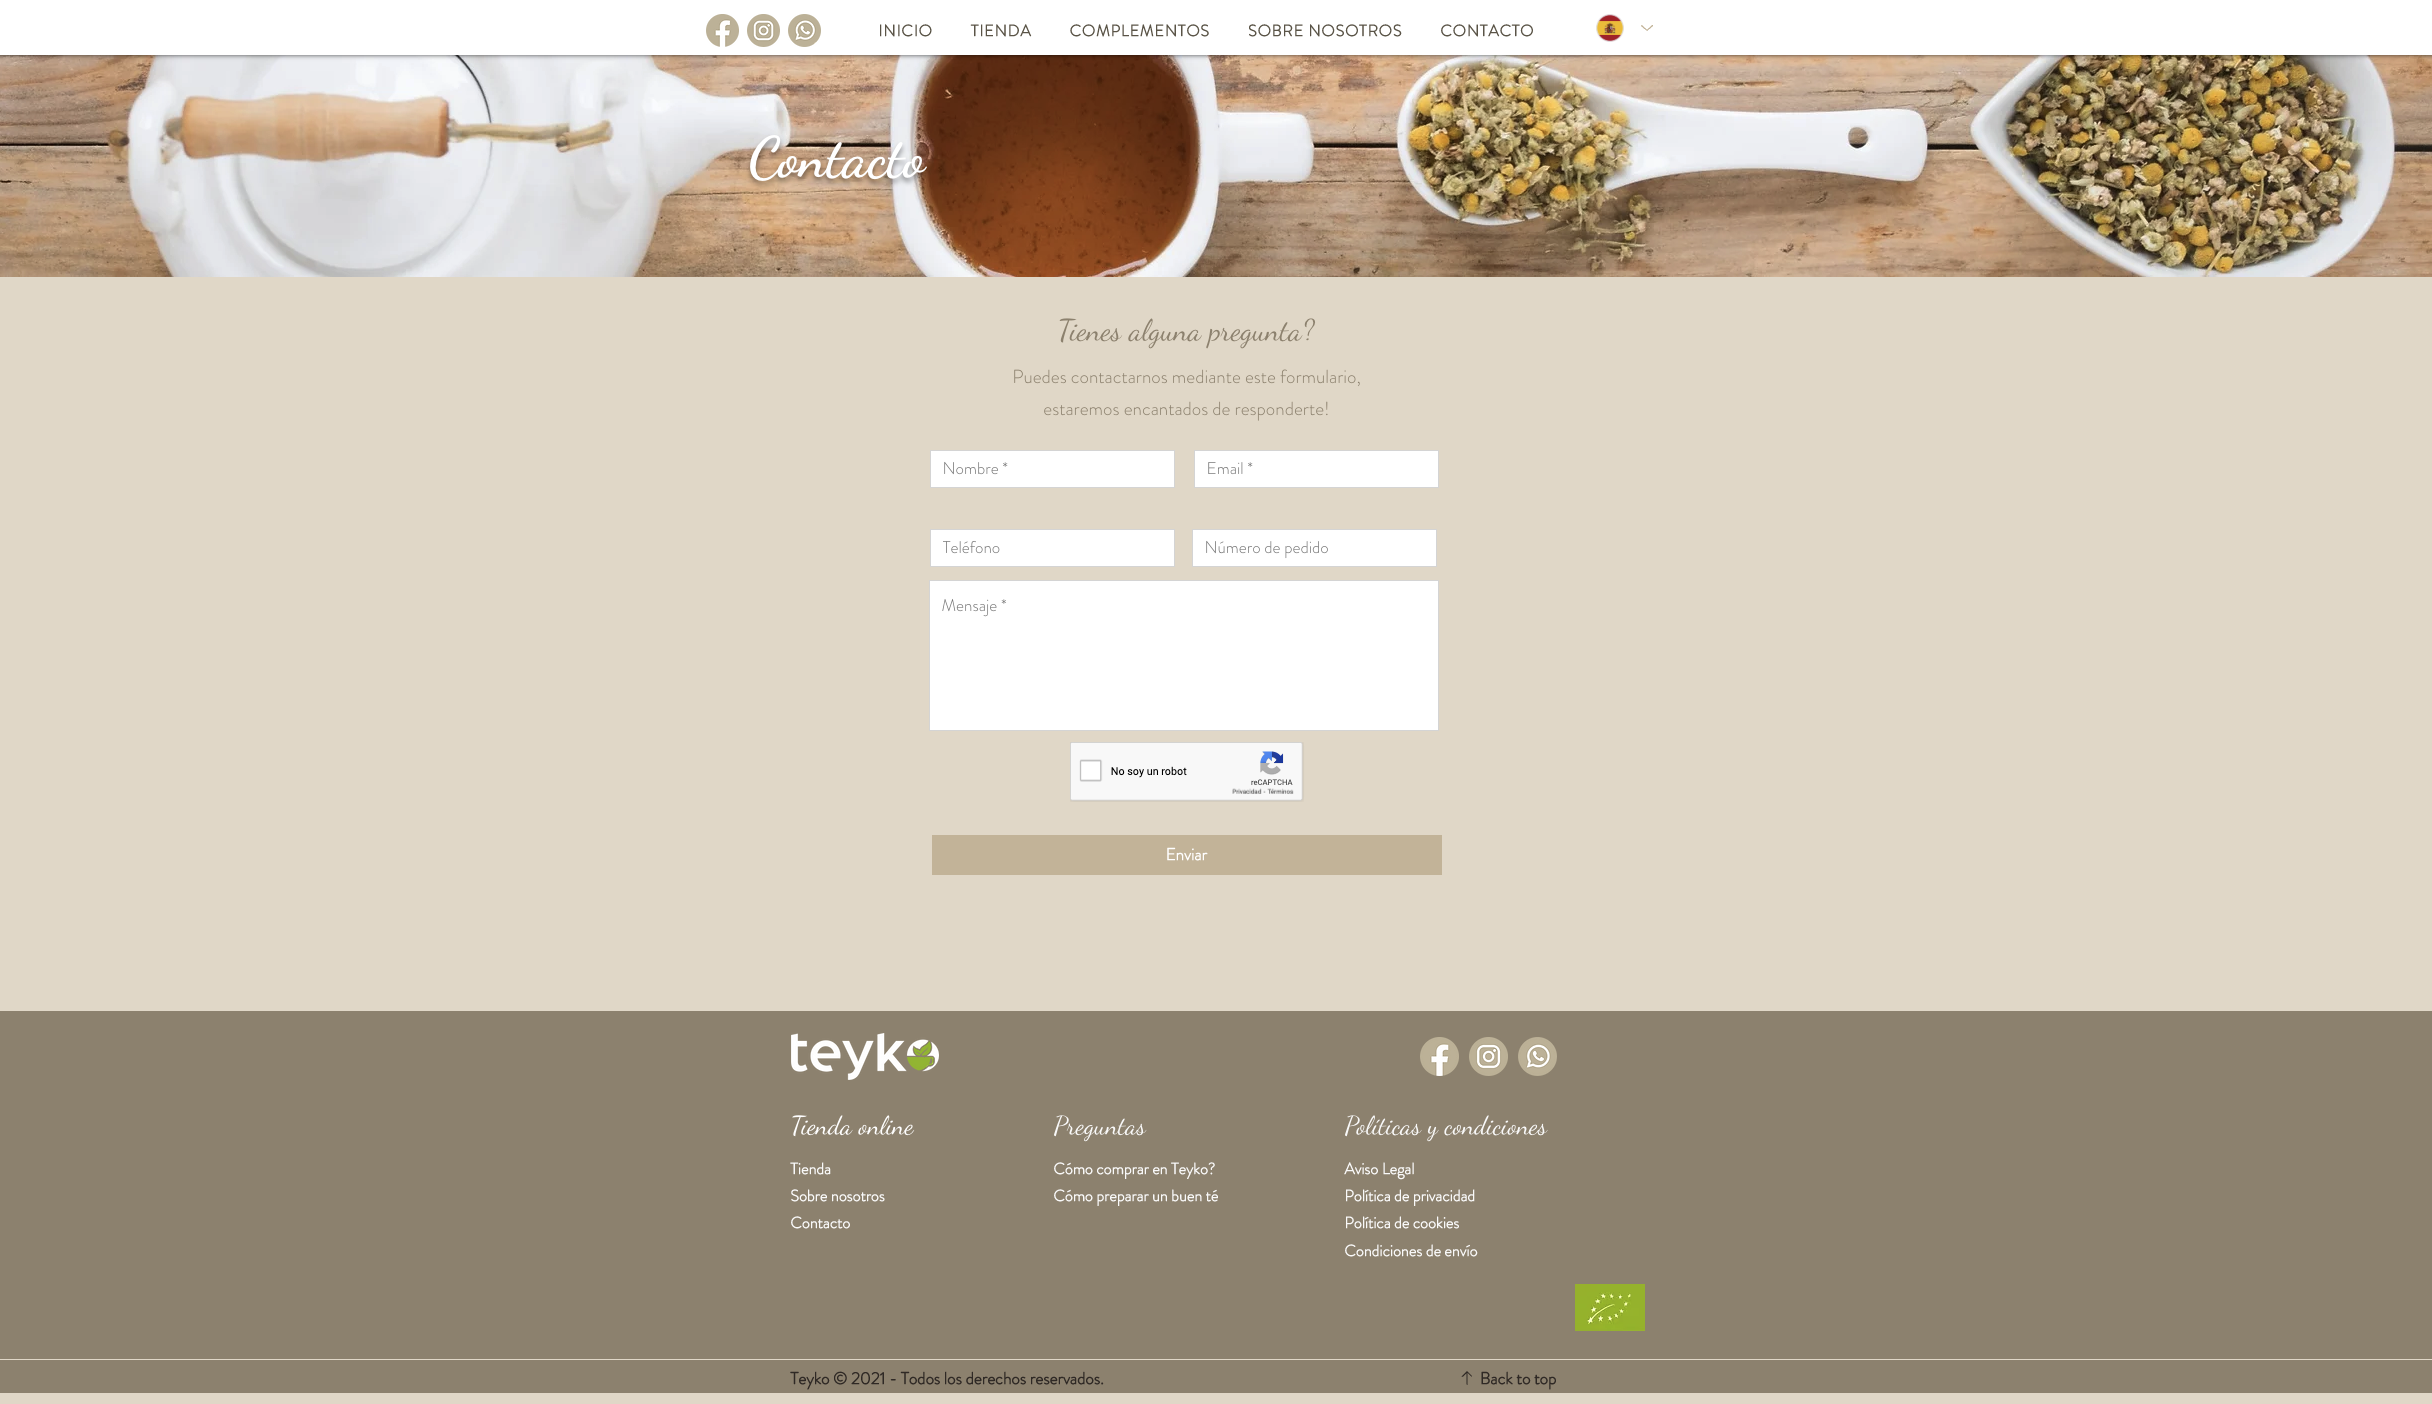 INICIO TIENDA COMPLEMENTOS SOBRE NOSOTROS CONTACTO
Contacto
Tienes alguna pregunta?
Puedes contactarnos mediante este formulario,
estaremos encantados de responderte!
Nombre * Email *
Teléfono Número de pedido
Mensaje *
No soy un robot
reCAPTCHA
Privacidad - Términos
Enviar
teyko
Tienda online
Tienda
Sobre nosotros
Contacto
Preguntas
Cómo comprar en Teyko?
Cómo preparar un buen té
Políticas y condiciones
Aviso Legal
Política de privacidad
Política de cookies
Condiciones de envío
Teyko © 2021 - Todos los derechos reservados.
↑ Back to top